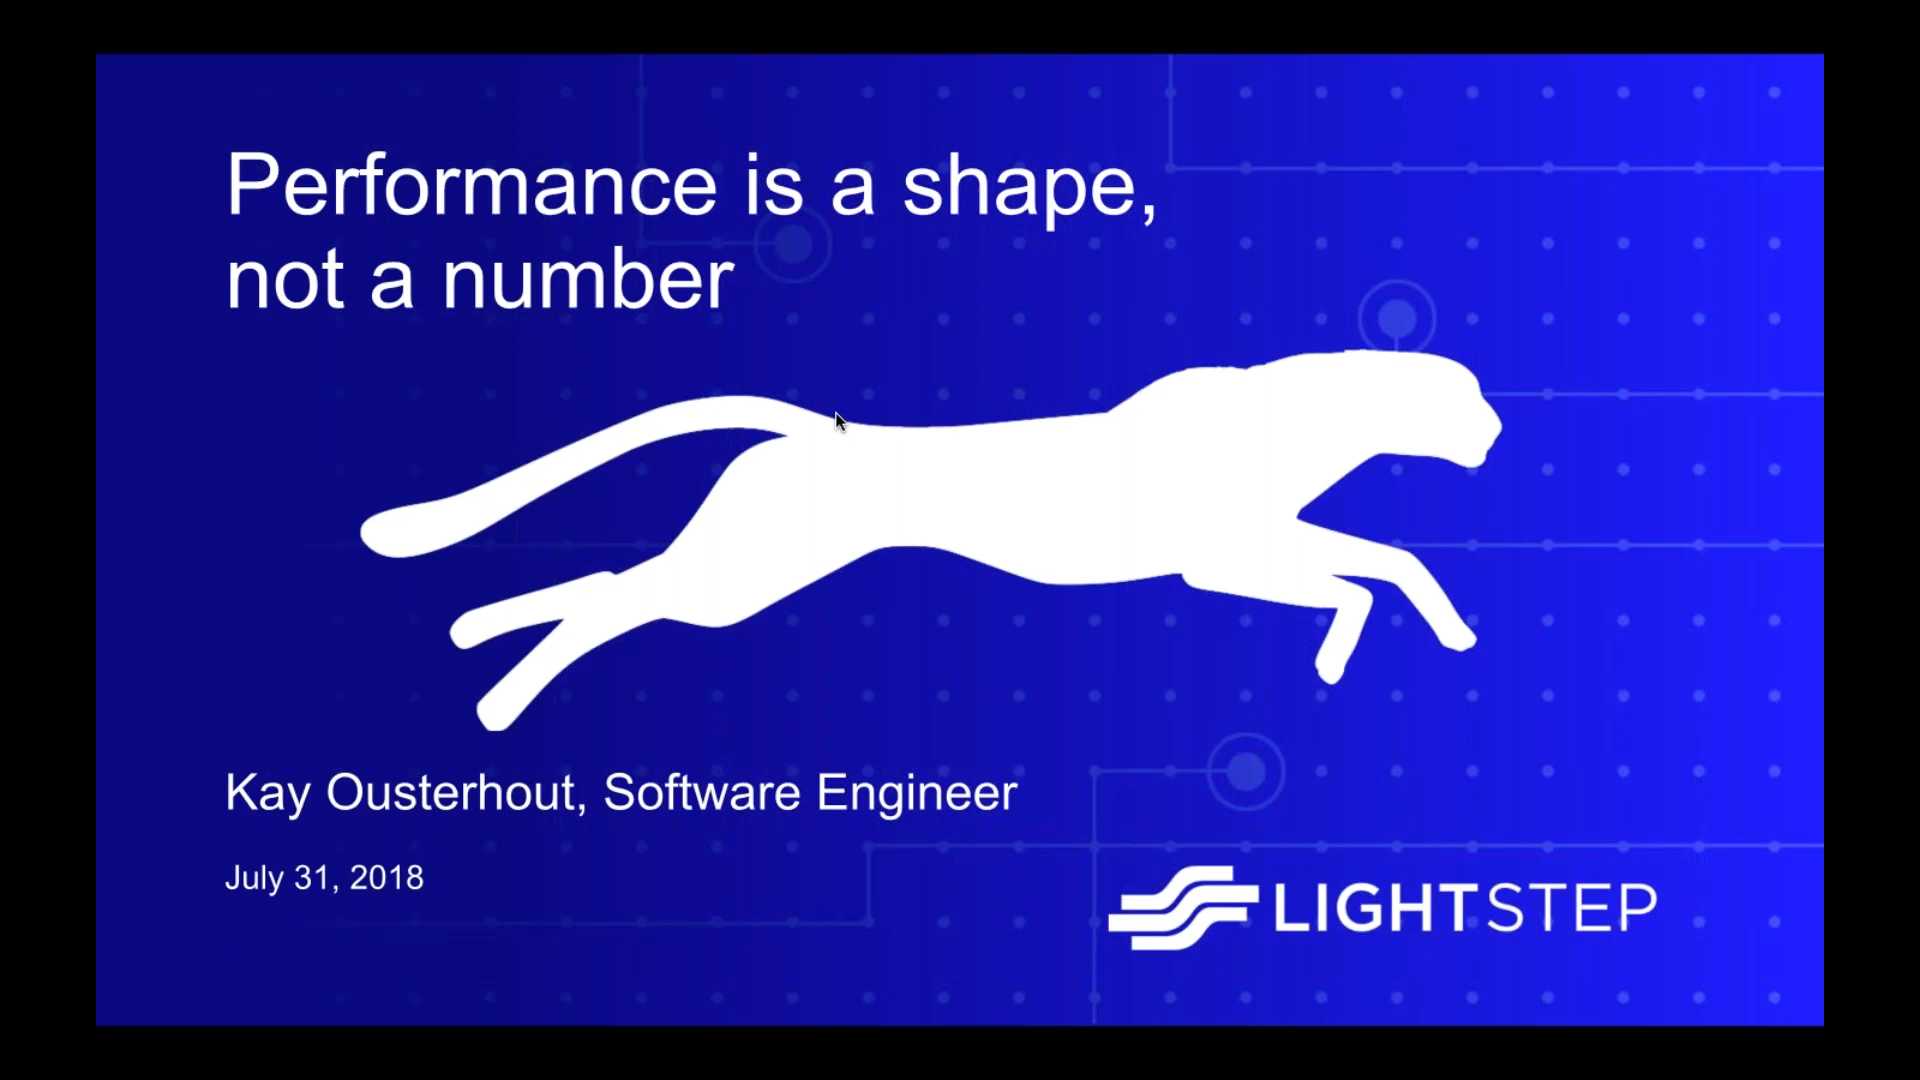 Performance is a shape,
not a number
Kay Ousterhout, Software Engineer
July 31, 2018
LIGHTSTEP